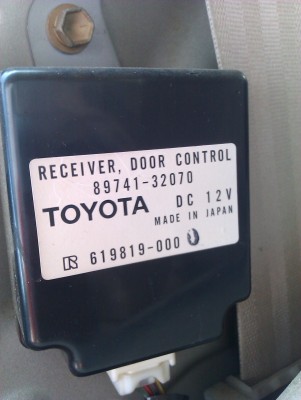 RECEIVER, DOOR CONTROL
89741-32070
TOYOTA DC 12V
MADE IN JAPAN
619819-000